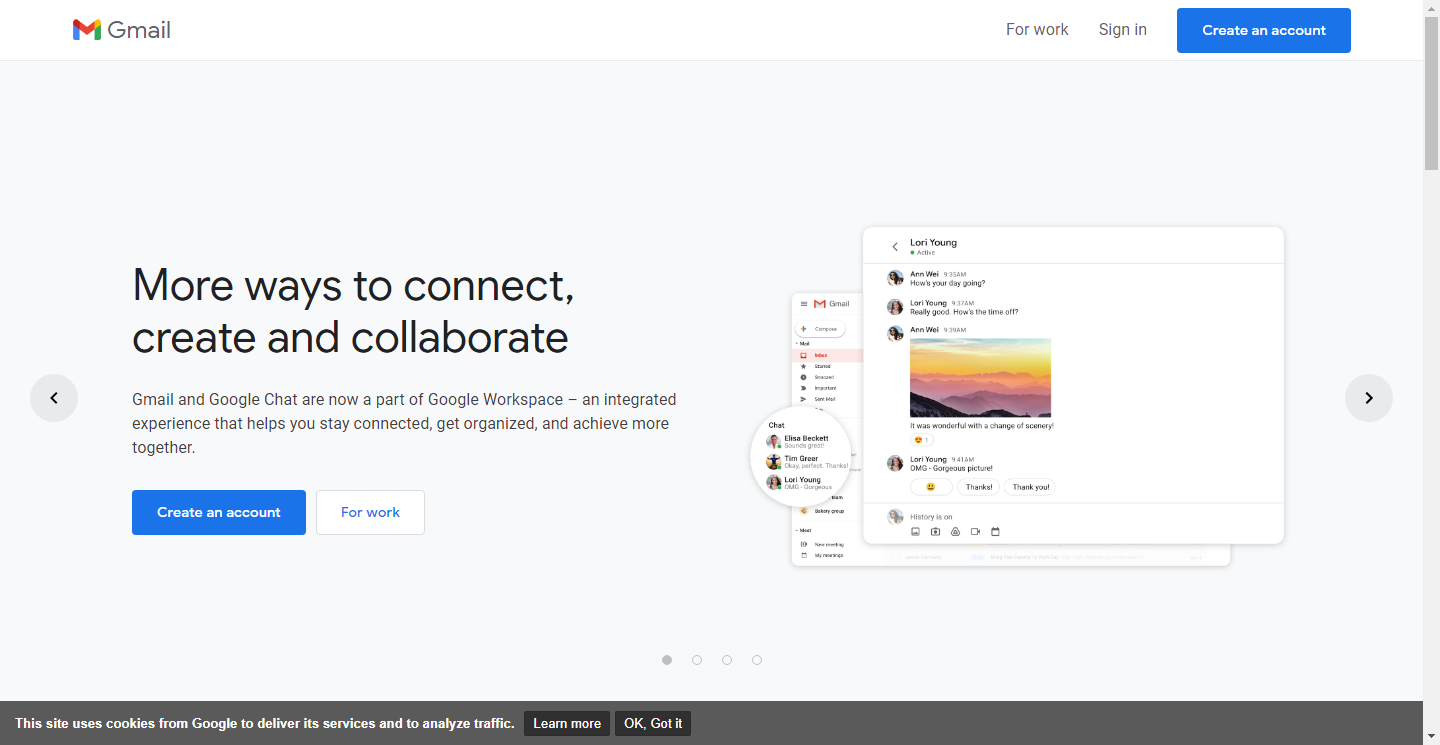 Gmail
For work
Sign in
Create an account
More ways to connect,
create and collaborate
Gmail and Google Chat are now a part of Google Workspace – an integrated
experience that helps you stay connected, get organized, and achieve more
together.
Create an account
For work
Gmail
Compose
Mail
Inbox
Starred
Snoozed
Important
Sent Mail
Chat
Elisa Beckett
Sounds great!
Tim Greer
Okay, perfect. Thanks!
Lori Young
OMG - Gorgeous
Bakery group
Meet
New meeting
My meetings
Lori Young
Active
Ann Wei 9:35AM
How's your day going?
Lori Young 9:37AM
Really good. How's the time off?
Ann Wei 9:39AM
It was wonderful with a change of scenery!
😍 1
Lori Young 9:41AM
OMG - Gorgeous picture!
😃 Thanks! Thank you!
History is on
This site uses cookies from Google to deliver its services and to analyze traffic. Learn more OK, Got it